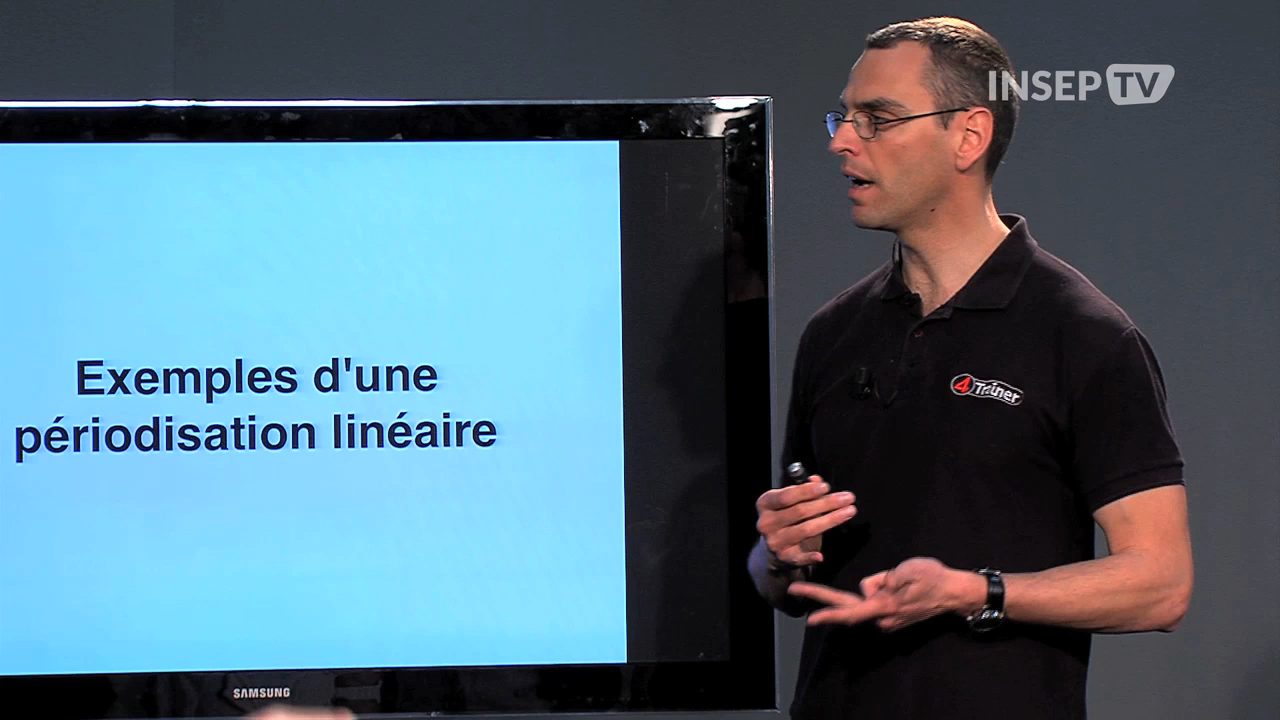 INSEP TV
Exemples d'une
périodisation linéaire
4Trainer
SAMSUNG